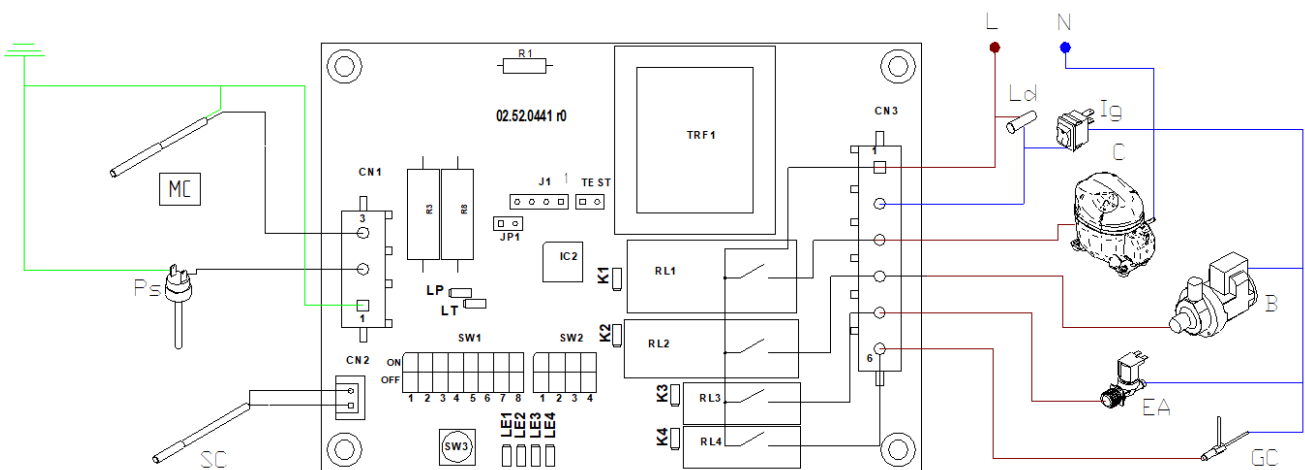 L N
R1
Ld
Ig
02.52.0441 r0
CN3
TRF1
C
1
CN1
MC
J1 1 TEST
R3 R8
3
JP1
IC2
K1 RL1
Ps
LP
LT
1
B
K2 RL2
CN2
SW1 SW2
ON
OFF
6
1 2 3 4 5 6 7 8 1 2 3 4
K3 RL3
EA
LE1 LE2 LE3 LE4
K4 RL4
SW3
SC
GC